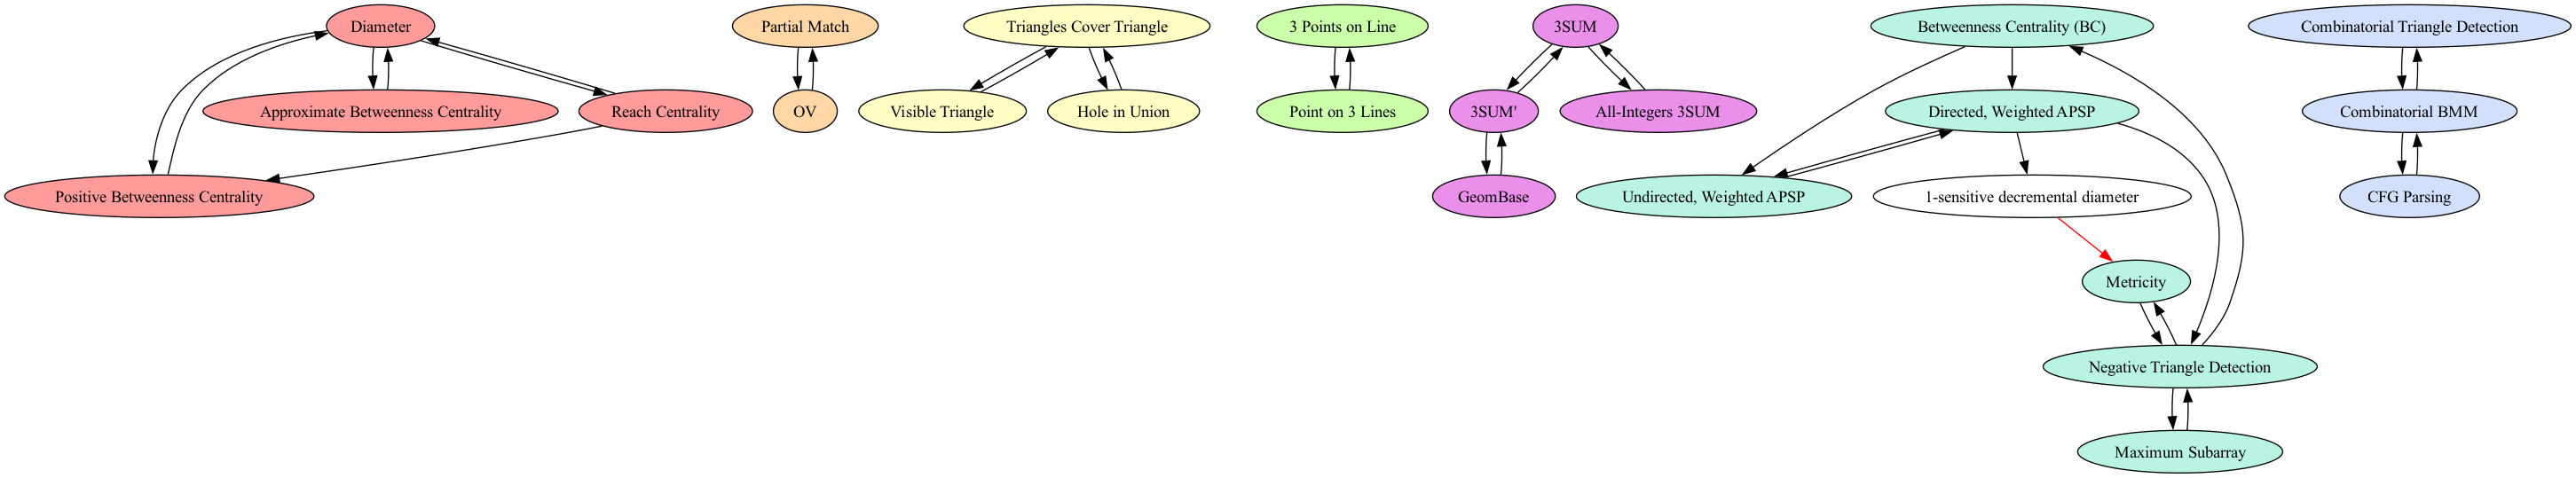 Diameter
Partial Match
Triangles Cover Triangle
3 Points on Line
3SUM
Betweenness Centrality (BC)
Combinatorial Triangle Detection
Approximate Betweenness Centrality
Reach Centrality
OV
Visible Triangle
Hole in Union
Point on 3 Lines
3SUM'
All-Integers 3SUM
Directed, Weighted APSP
Combinatorial BMM
Positive Betweenness Centrality
GeomBase
Undirected, Weighted APSP
1-sensitive decremental diameter
CFG Parsing
Metricity
Negative Triangle Detection
Maximum Subarray